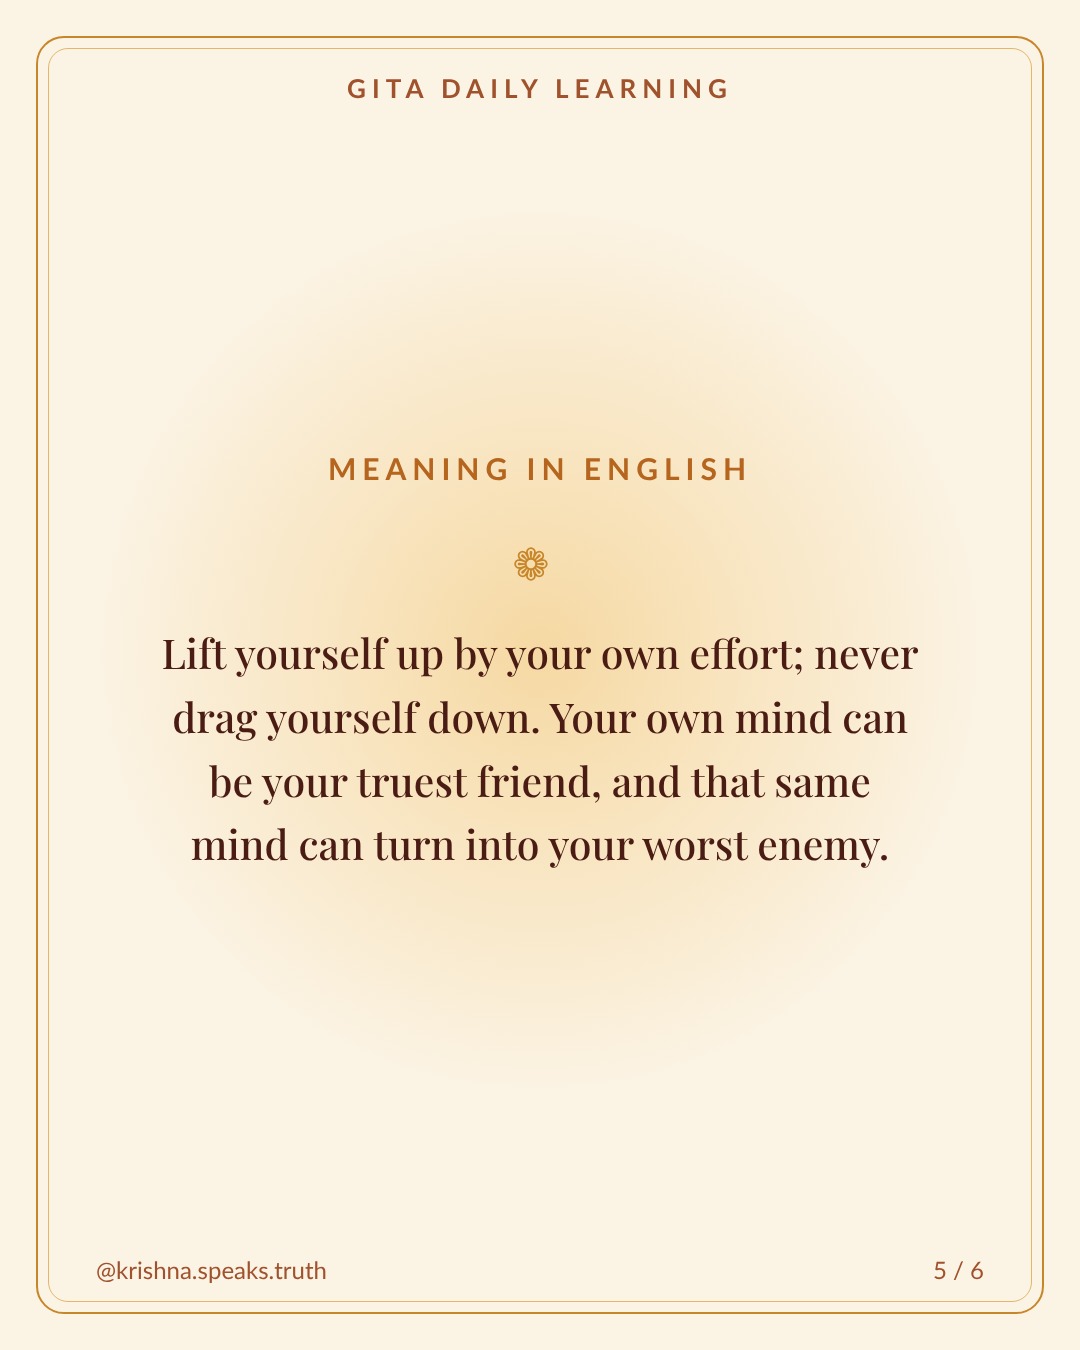 GITA DAILY LEARNING
MEANING IN ENGLISH
Lift yourself up by your own effort; never
drag yourself down. Your own mind can
be your truest friend, and that same
mind can turn into your worst enemy.
@krishna.speaks.truth
5 / 6